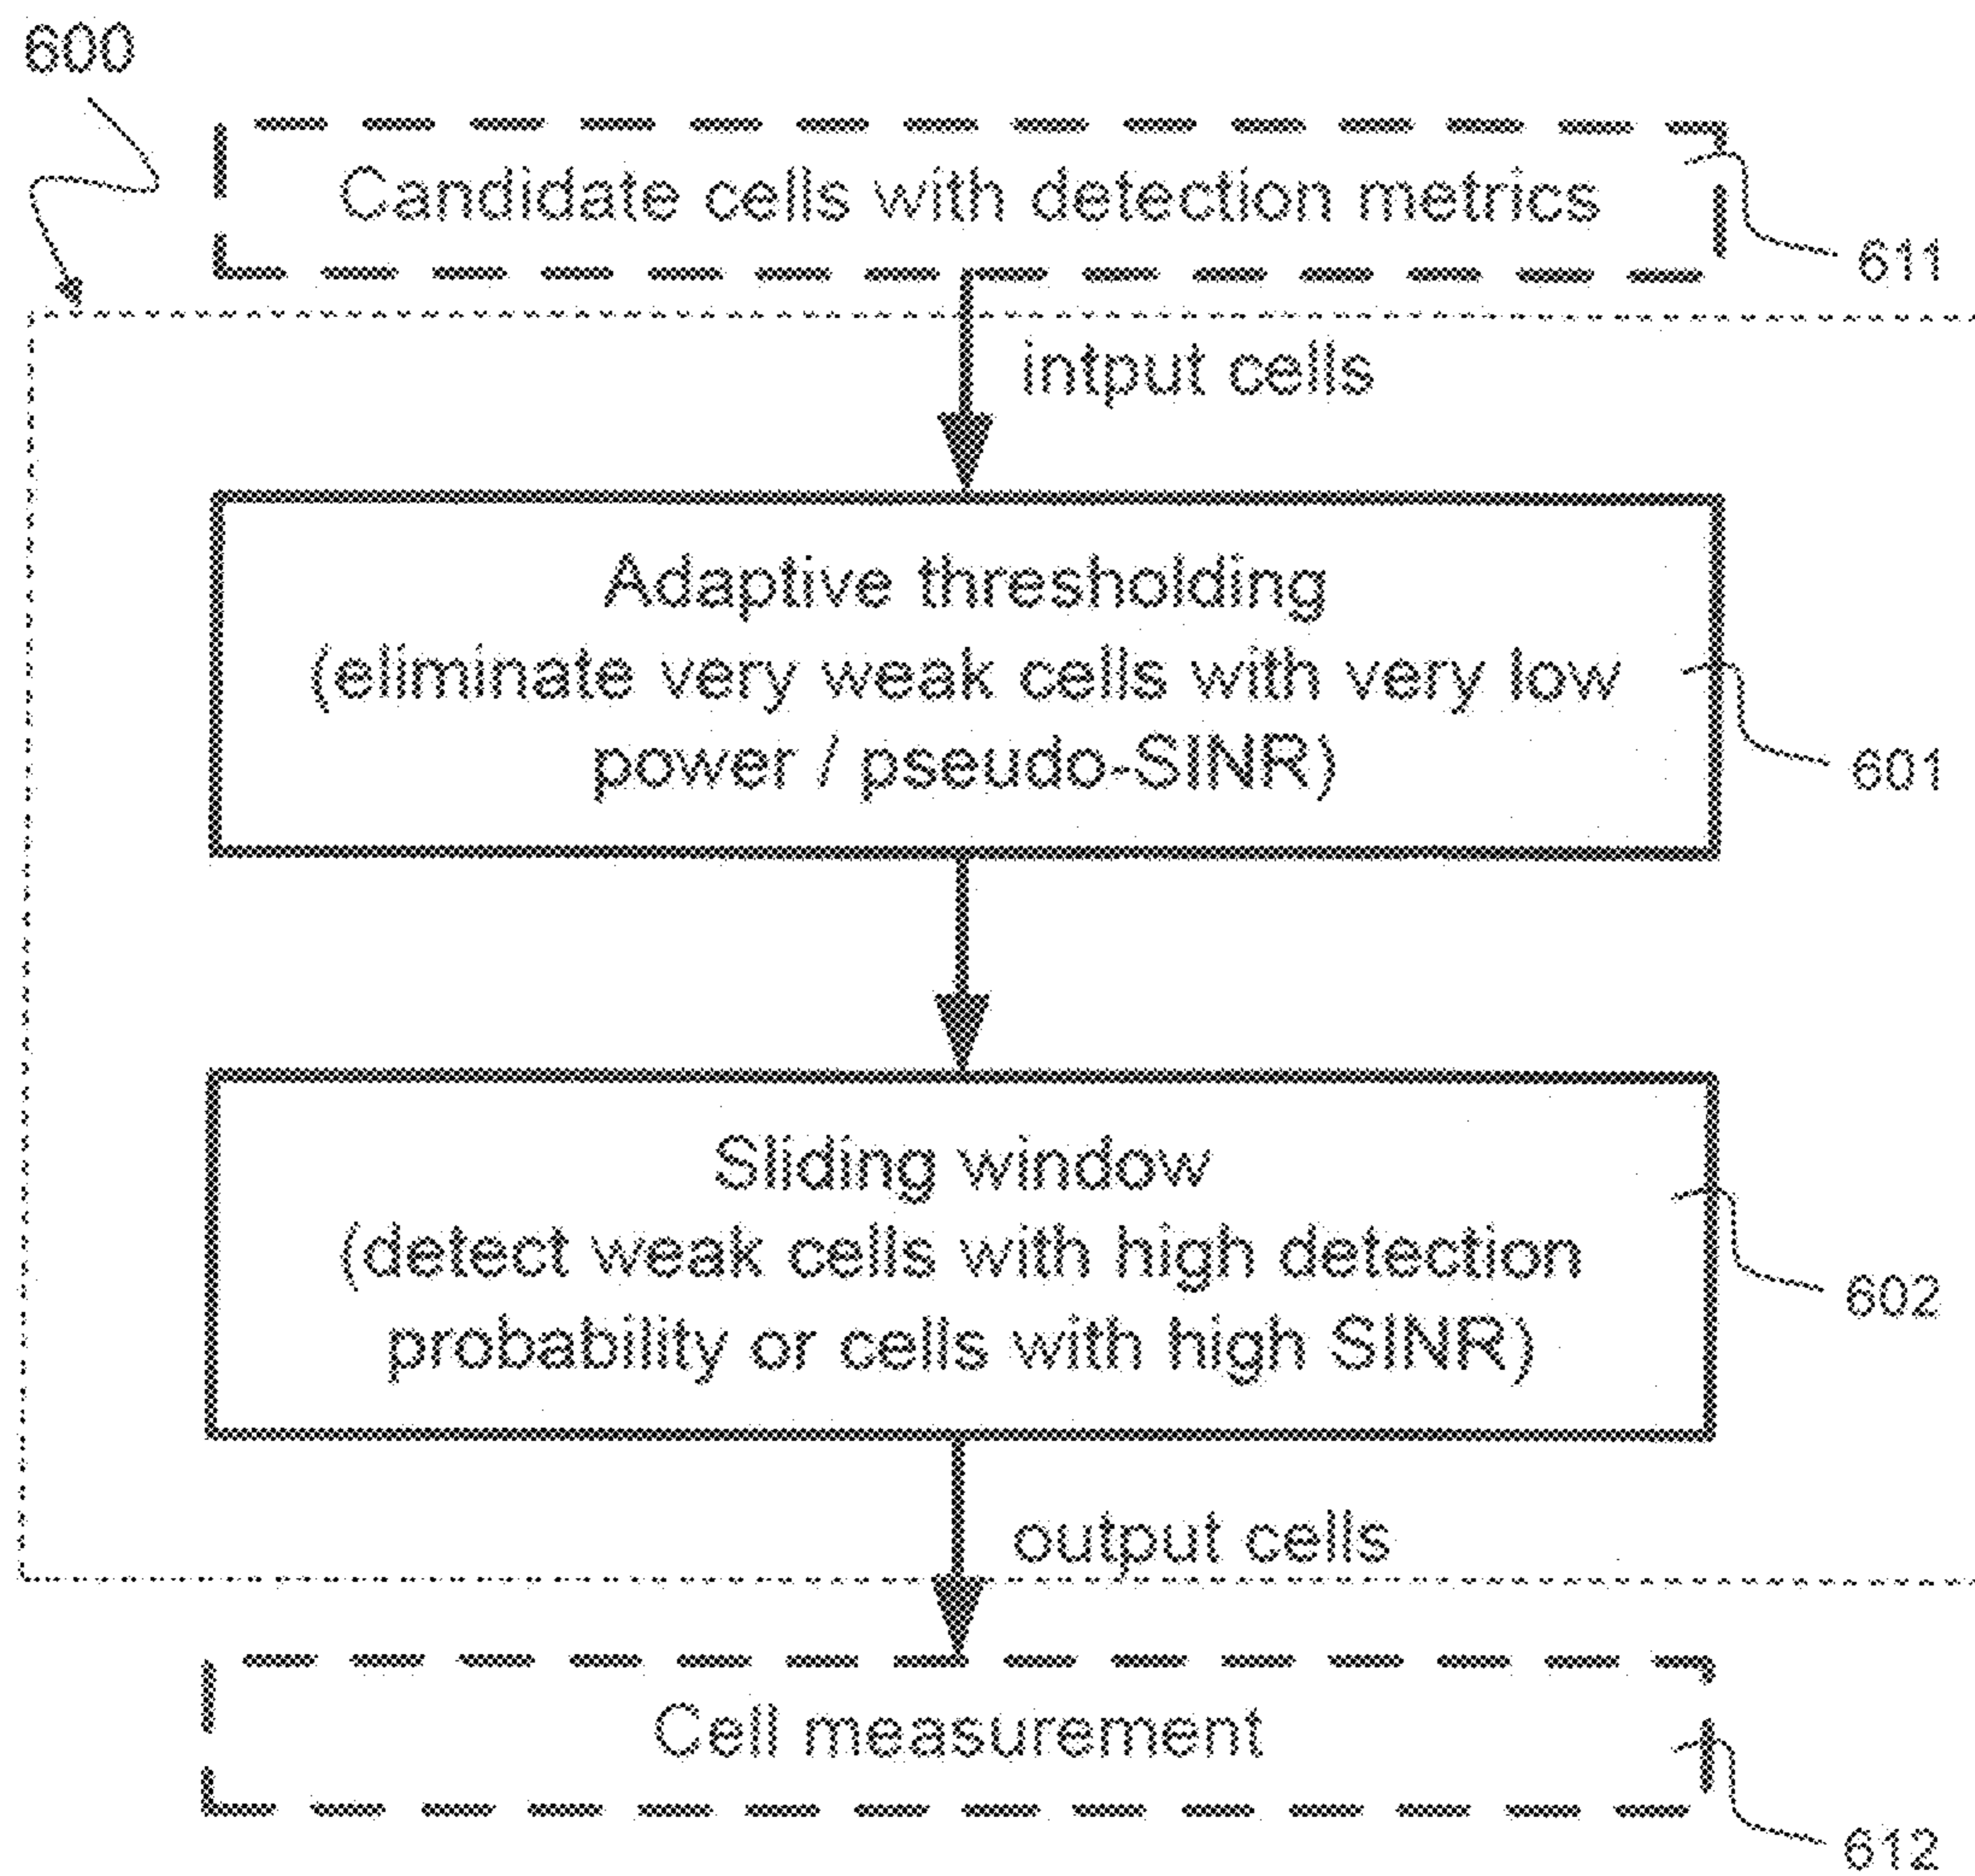 600
Candidate cells with detection metrics
611
intput cells
Adaptive thresholding
(eliminate very weak cells with very low
power / pseudo-SINR)
601
Sliding window
(detect weak cells with high detection
probability or cells with high SINR)
602
output cells
Cell measurement
612